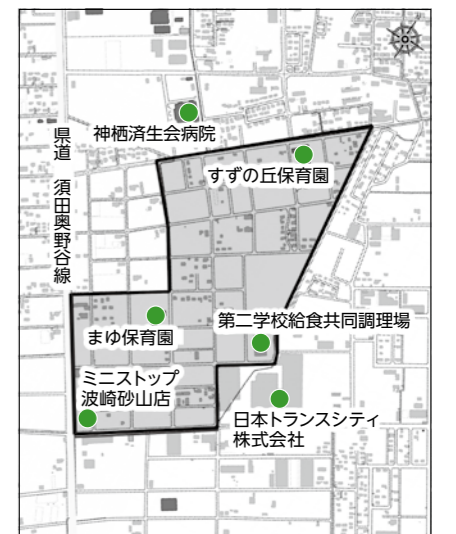 神栖済生会病院
すずの丘保育園
県道 須田奥野谷線
第二学校給食共同調理場
まゆ保育園
ミニストップ
波崎砂山店
日本トランスシティ
株式会社